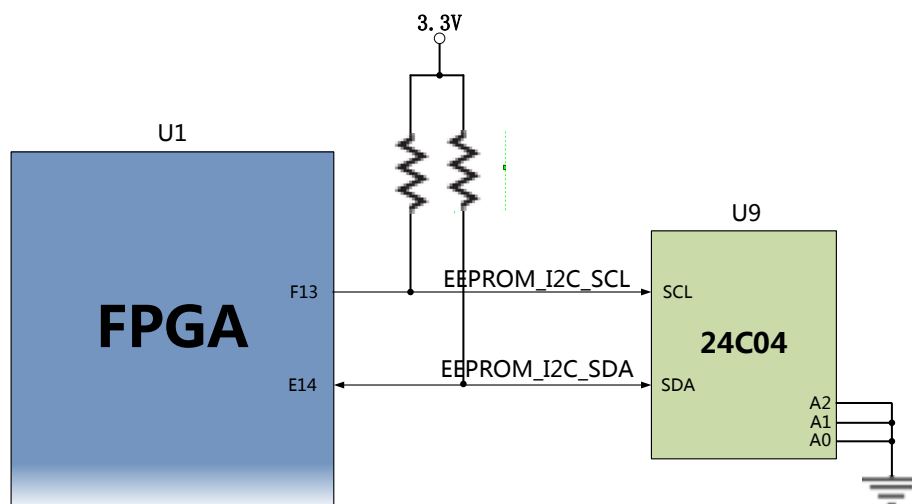 3.3V
U1
U9
EEPROM_I2C_SCL
F13
SCL
FPGA
24C04
EEPROM_I2C_SDA
E14
SDA
A2
A1
A0